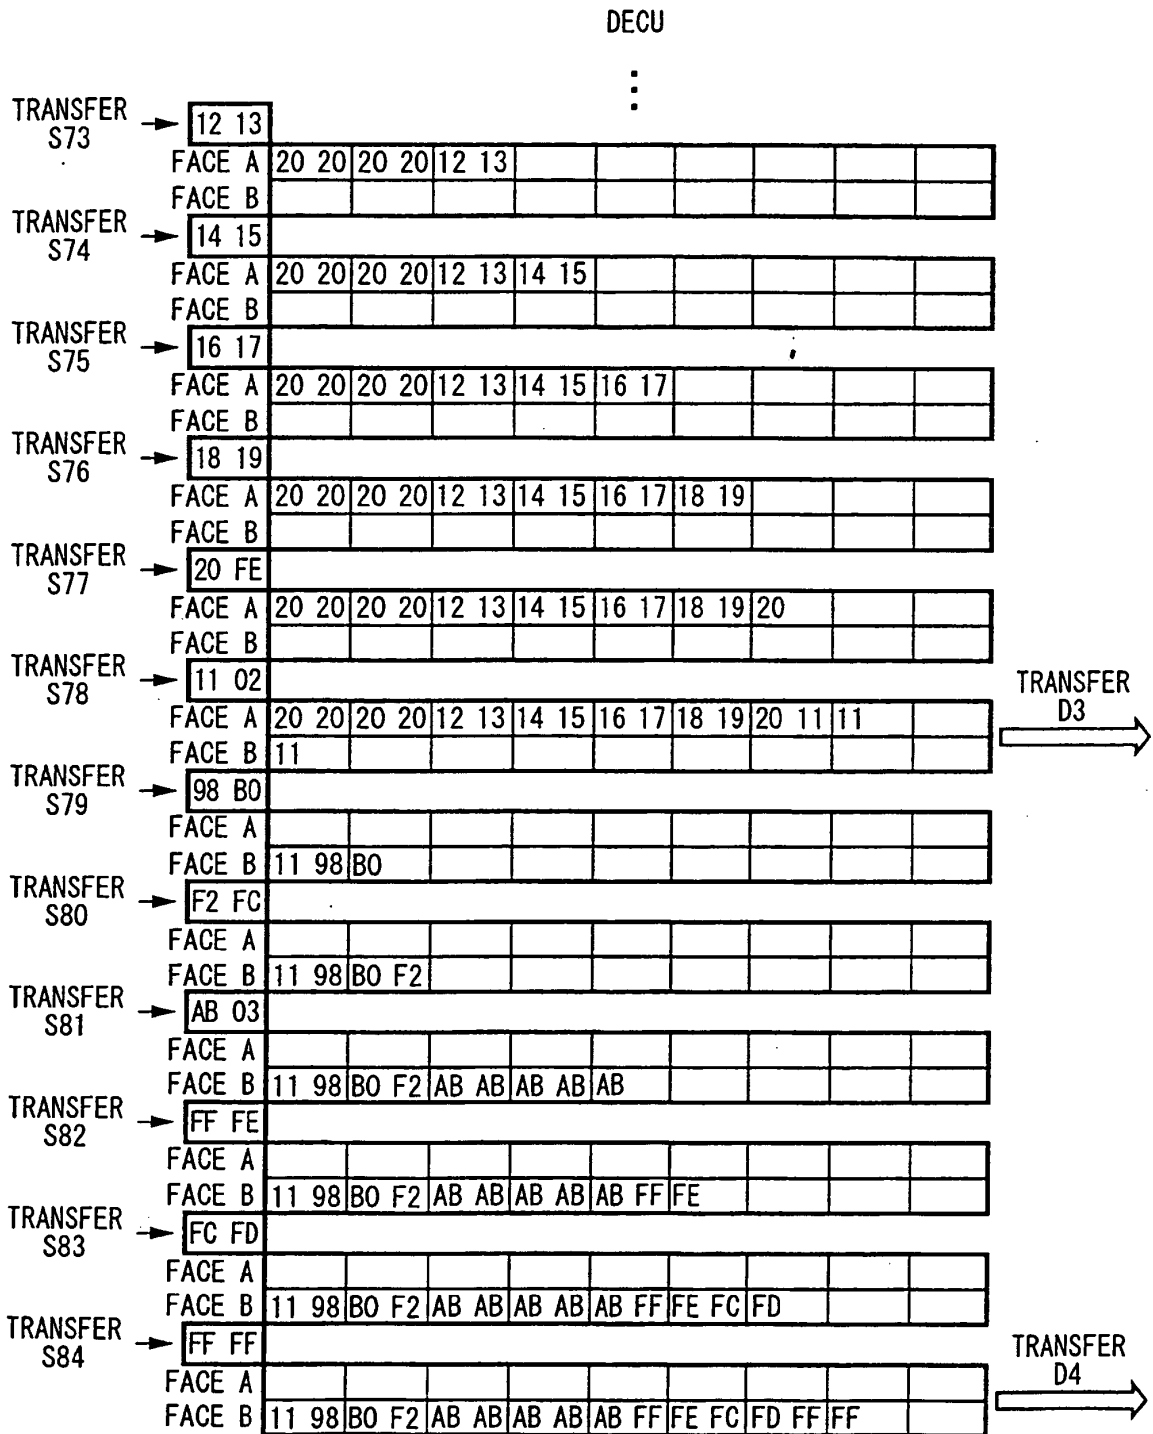 DECU
TRANSFER S73
12 13
FACE A 20 20 20 20 12 13
FACE B
TRANSFER S74
14 15
FACE A 20 20 20 20 12 13 14 15
FACE B
TRANSFER S75
16 17
FACE A 20 20 20 20 12 13 14 15 16 17
FACE B
TRANSFER S76
18 19
FACE A 20 20 20 20 12 13 14 15 16 17 18 19
FACE B
TRANSFER S77
20 FE
FACE A 20 20 20 20 12 13 14 15 16 17 18 19 20
FACE B
TRANSFER S78
11 02
FACE A 20 20 20 20 12 13 14 15 16 17 18 19 20 11 11
FACE B 11
TRANSFER D3
TRANSFER S79
98 B0
FACE A
FACE B 11 98 B0
TRANSFER S80
F2 FC
FACE A
FACE B 11 98 B0 F2
TRANSFER S81
AB 03
FACE A
FACE B 11 98 B0 F2 AB AB AB AB AB
TRANSFER S82
FF FE
FACE A
FACE B 11 98 B0 F2 AB AB AB AB AB FF FE
TRANSFER S83
FC FD
FACE A
FACE B 11 98 B0 F2 AB AB AB AB AB FF FE FC FD
TRANSFER S84
FF FF
FACE A
FACE B 11 98 B0 F2 AB AB AB AB AB FF FE FC FD FF FF
TRANSFER D4